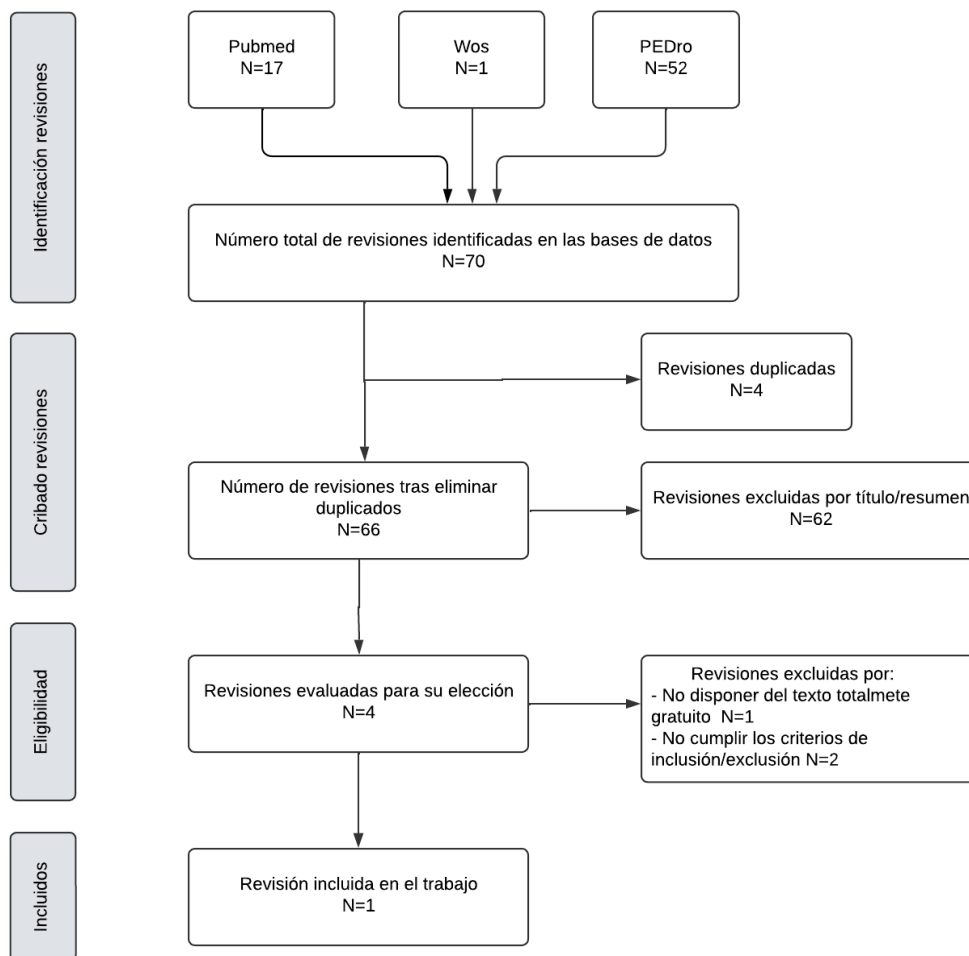 Identificación revisiones
Pubmed
N=17
Wos
N=1
PEDro
N=52
Número total de revisiones identificadas en las bases de datos
N=70
Cribado revisiones
Revisiones duplicadas
N=4
Número de revisiones tras eliminar
duplicados
N=66
Revisiones excluidas por título/resumen
N=62
Eligibilidad
Revisiones evaluadas para su elección
N=4
Revisiones excluidas por:
- No disponer del texto totalmete
gratuito N=1
- No cumplir los criterios de
inclusión/exclusión N=2
Incluidos
Revisión incluida en el trabajo
N=1